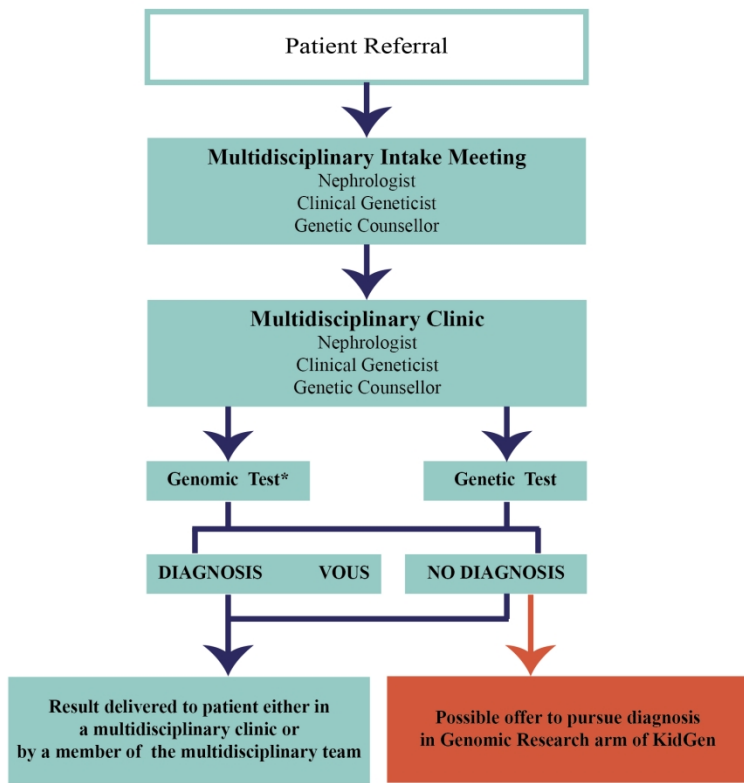 Patient Referral
Multidisciplinary Intake Meeting
Nephrologist
Clinical Geneticist
Genetic Counsellor
Multidisciplinary Clinic
Nephrologist
Clinical Geneticist
Genetic Counsellor
Genomic Test*
Genetic Test
DIAGNOSIS VOUS
NO DIAGNOSIS
Result delivered to patient either in
a multidisciplinary clinic or
by a member of the multidisciplinary team
Possible offer to pursue diagnosis
in Genomic Research arm of KidGen